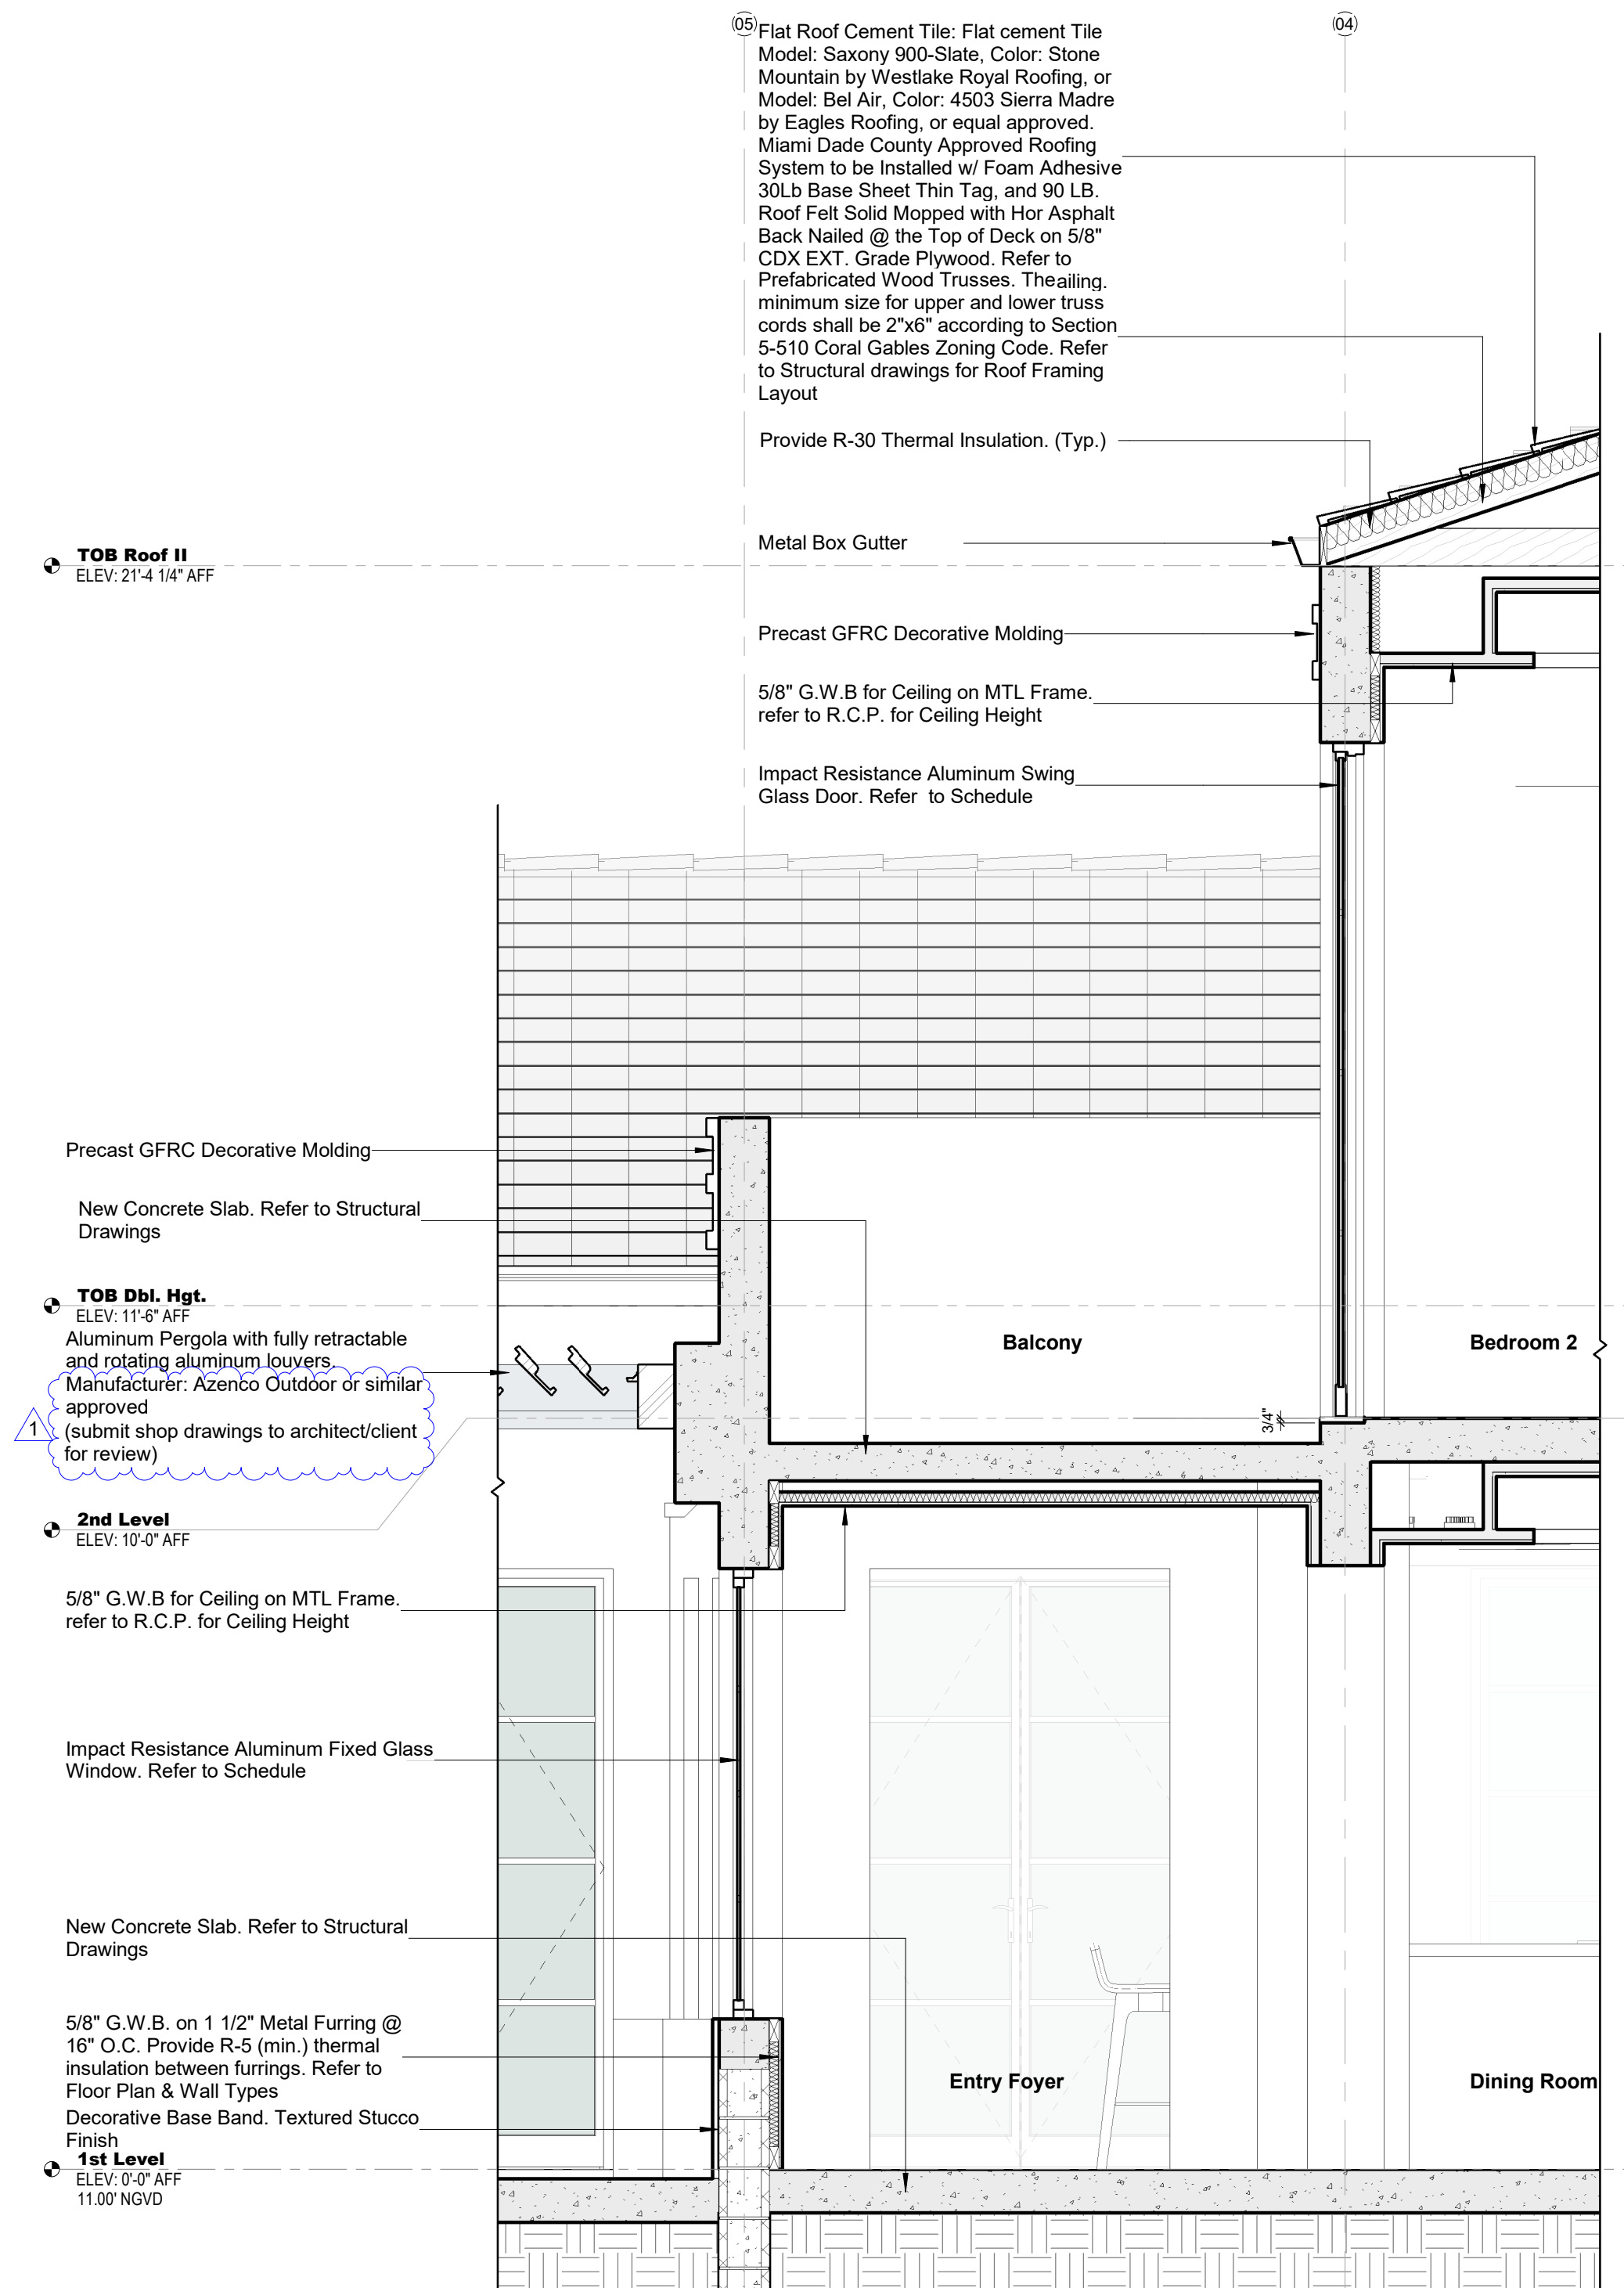 05
04
Flat Roof Cement Tile: Flat cement Tile
Model: Saxony 900-Slate, Color: Stone
Mountain by Westlake Royal Roofing, or
Model: Bel Air, Color: 4503 Sierra Madre
by Eagles Roofing, or equal approved.
Miami Dade County Approved Roofing
System to be Installed w/ Foam Adhesive
30Lb Base Sheet Thin Tag, and 90 LB.
Roof Felt Solid Mopped with Hor Asphalt
Back Nailed @ the Top of Deck on 5/8"
CDX EXT. Grade Plywood. Refer to
Prefabricated Wood Trusses. The ailing.
minimum size for upper and lower truss
cords shall be 2"x6" according to Section
5-510 Coral Gables Zoning Code. Refer
to Structural drawings for Roof Framing
Layout
Provide R-30 Thermal Insulation. (Typ.)
Metal Box Gutter
TOB Roof II
ELEV: 21'-4 1/4" AFF
Precast GFRC Decorative Molding
5/8" G.W.B for Ceiling on MTL Frame.
refer to R.C.P. for Ceiling Height
Impact Resistance Aluminum Swing
Glass Door. Refer to Schedule
Precast GFRC Decorative Molding
New Concrete Slab. Refer to Structural
Drawings
TOB Dbl. Hgt.
ELEV: 11'-6" AFF
Aluminum Pergola with fully retractable
and rotating aluminum louvers.
Manufacturer: Azenco Outdoor or similar
approved
(submit shop drawings to architect/client
for review)
1
Balcony
Bedroom 2
3/4"
2nd Level
ELEV: 10'-0" AFF
5/8" G.W.B for Ceiling on MTL Frame.
refer to R.C.P. for Ceiling Height
Impact Resistance Aluminum Fixed Glass
Window. Refer to Schedule
New Concrete Slab. Refer to Structural
Drawings
5/8" G.W.B. on 1 1/2" Metal Furring @
16" O.C. Provide R-5 (min.) thermal
insulation between furrings. Refer to
Floor Plan & Wall Types
Entry Foyer
Dining Room
Decorative Base Band. Textured Stucco
Finish
1st Level
ELEV: 0'-0" AFF
11.00' NGVD